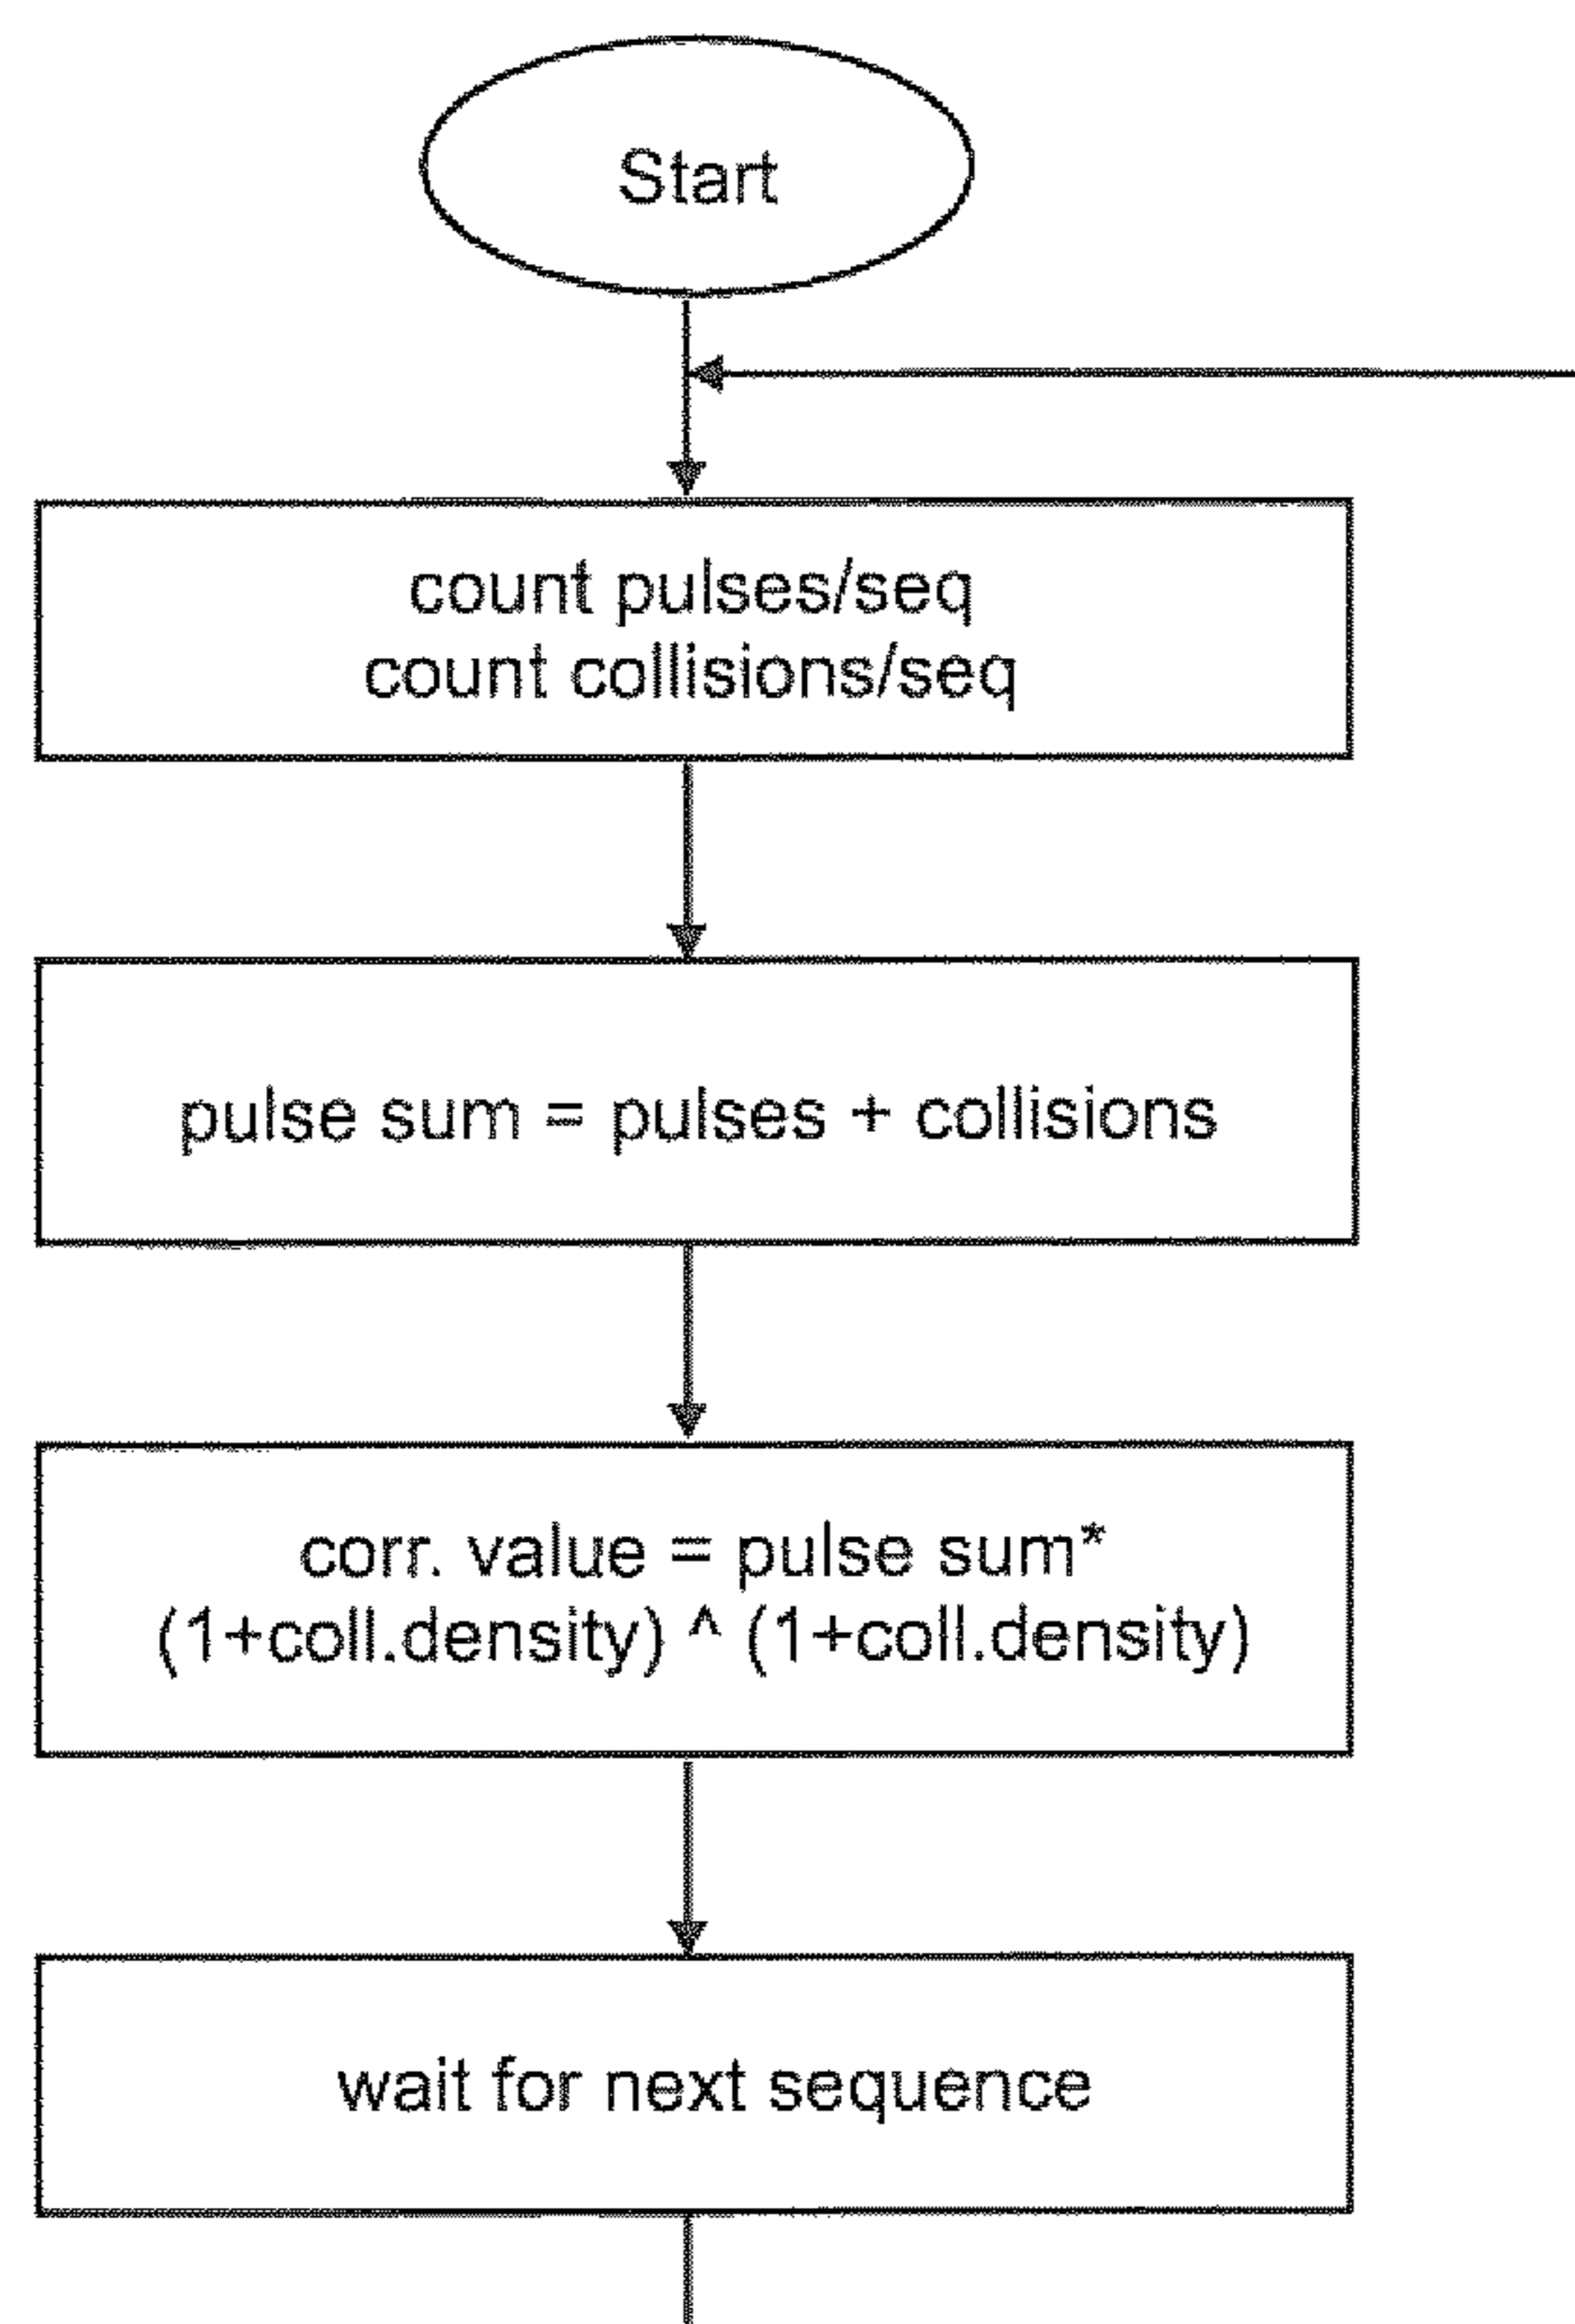 Start
count pulses/seq
count collisions/seq
pulse sum = pulses + collisions
corr. value = pulse sum*
(1+coll.density) ^ (1+coll.density)
wait for next sequence